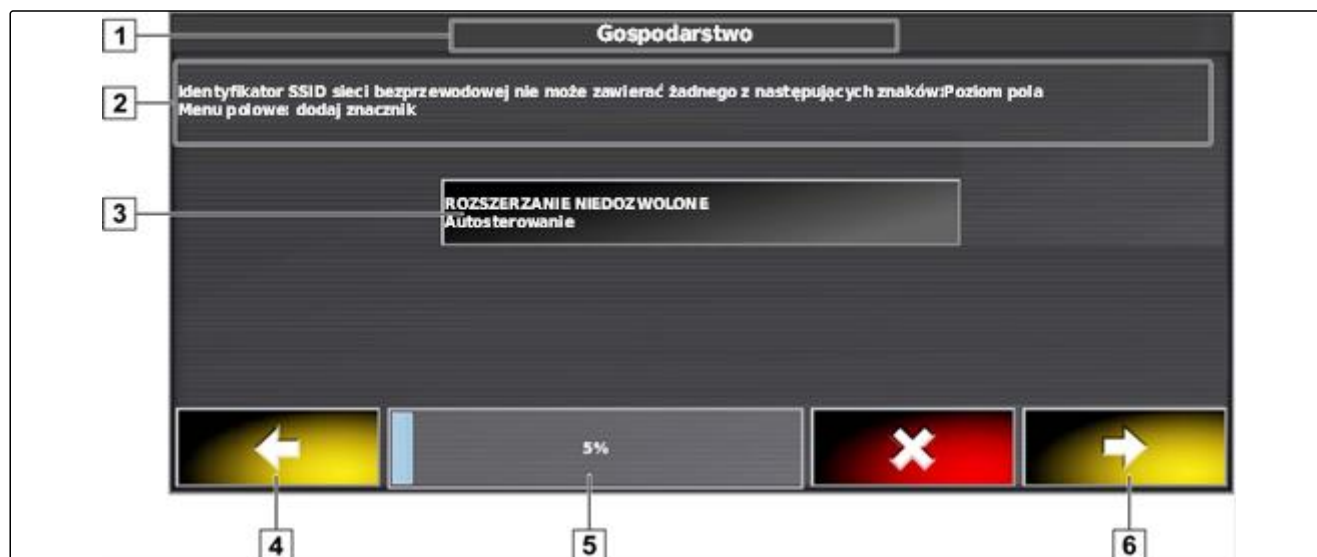 1
Gospodarstwo
2
Identyfikator SSID sieci bezprzewodowej nie może zawierać żadnego z następujących znaków:Poziom pola
Menu polowe: dodaj znacznik
3
ROZSZERZANIE NIEDOZWOLONE
Autosterowanie
5%
4
5
6